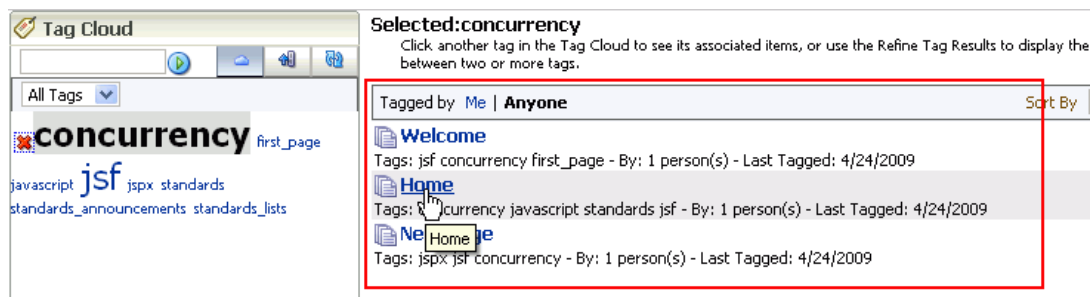 Tag Cloud
All Tags
concurrency first_page
javascript jsf jspx standards
standards_announcements standards_lists
Selected:concurrency
Click another tag in the Tag Cloud to see its associated items, or use the Refine Tag Results to display the
between two or more tags.
Tagged by Me | Anyone Sort By
Welcome
Tags: jsf concurrency first_page - By: 1 person(s) - Last Tagged: 4/24/2009
Home
Tags: javascript standards jsf - By: 1 person(s) - Last Tagged: 4/24/2009
Home
Tags: jspx jsf concurrency - By: 1 person(s) - Last Tagged: 4/24/2009